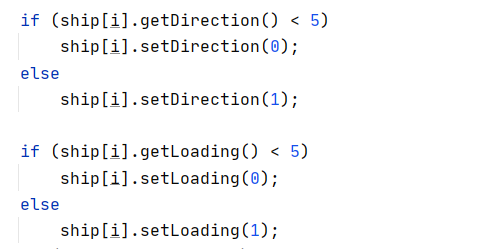 if (ship[i].getDirection() < 5)
    ship[i].setDirection(0);
else
    ship[i].setDirection(1);

if (ship[i].getLoading() < 5)
    ship[i].setLoading(0);
else
    ship[i].setLoading(1);